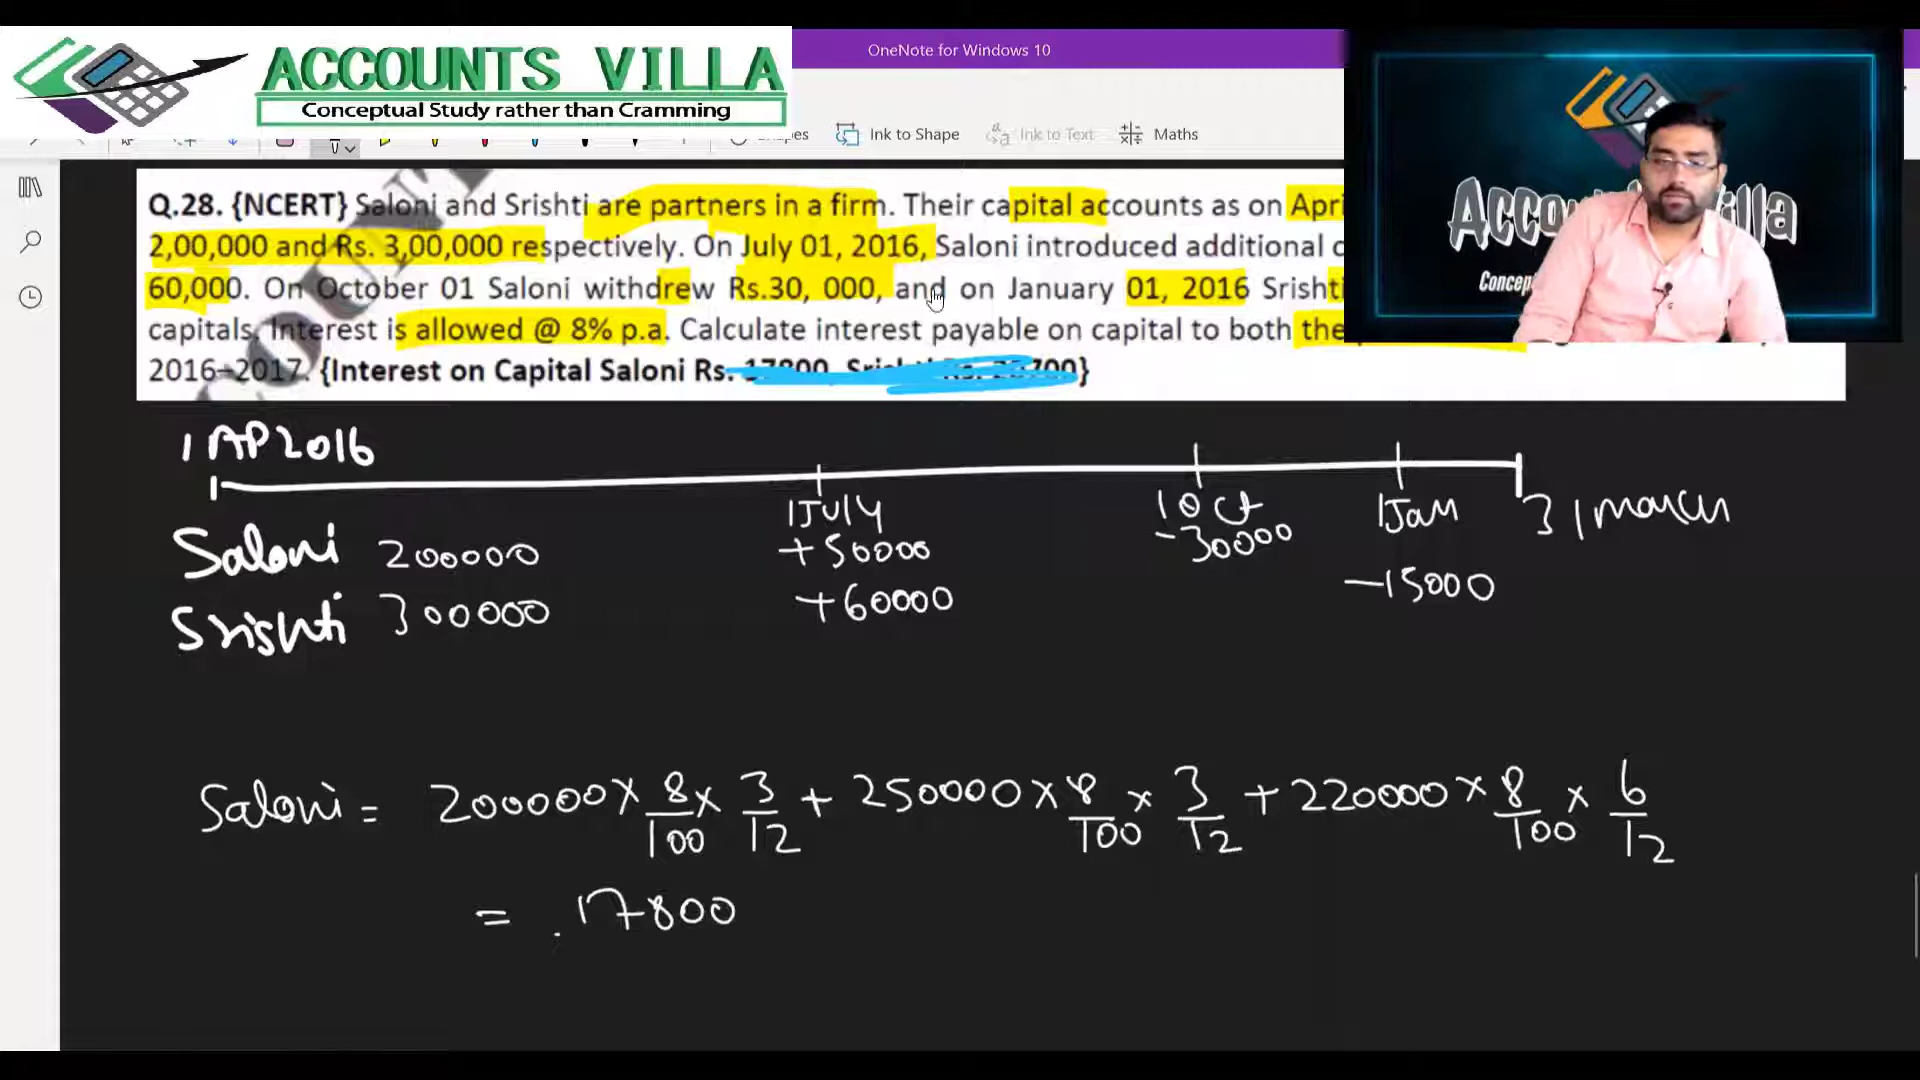 ACCOUNTS VILLA
Conceptual Study rather than Cramming
OneNote for Windows 10
Ink to Shape
Ink to Text
Maths
Q.28. {NCERT} Saloni and Srishti are partners in a firm. Their capital accounts as on Apri
2,00,000 and Rs. 3,00,000 respectively. On July 01, 2016, Saloni introduced additional c
60,000. On October 01 Saloni withdrew Rs.30, 000, and on January 01, 2016 Srishti
capitals. Interest is allowed @ 8% p.a. Calculate interest payable on capital to both the
2016–2017. {Interest on Capital Saloni Rs. 17800, }
1 AP 2016
1 July
1 Oct
1 Jan
31 march
Saloni 200000 +50000 -30000
Srishti 300000 +60000 -15000
Saloni = 200000 x 8/100 x 3/12 + 250000 x 8/100 x 3/12 + 220000 x 8/100 x 6/12
= 17800